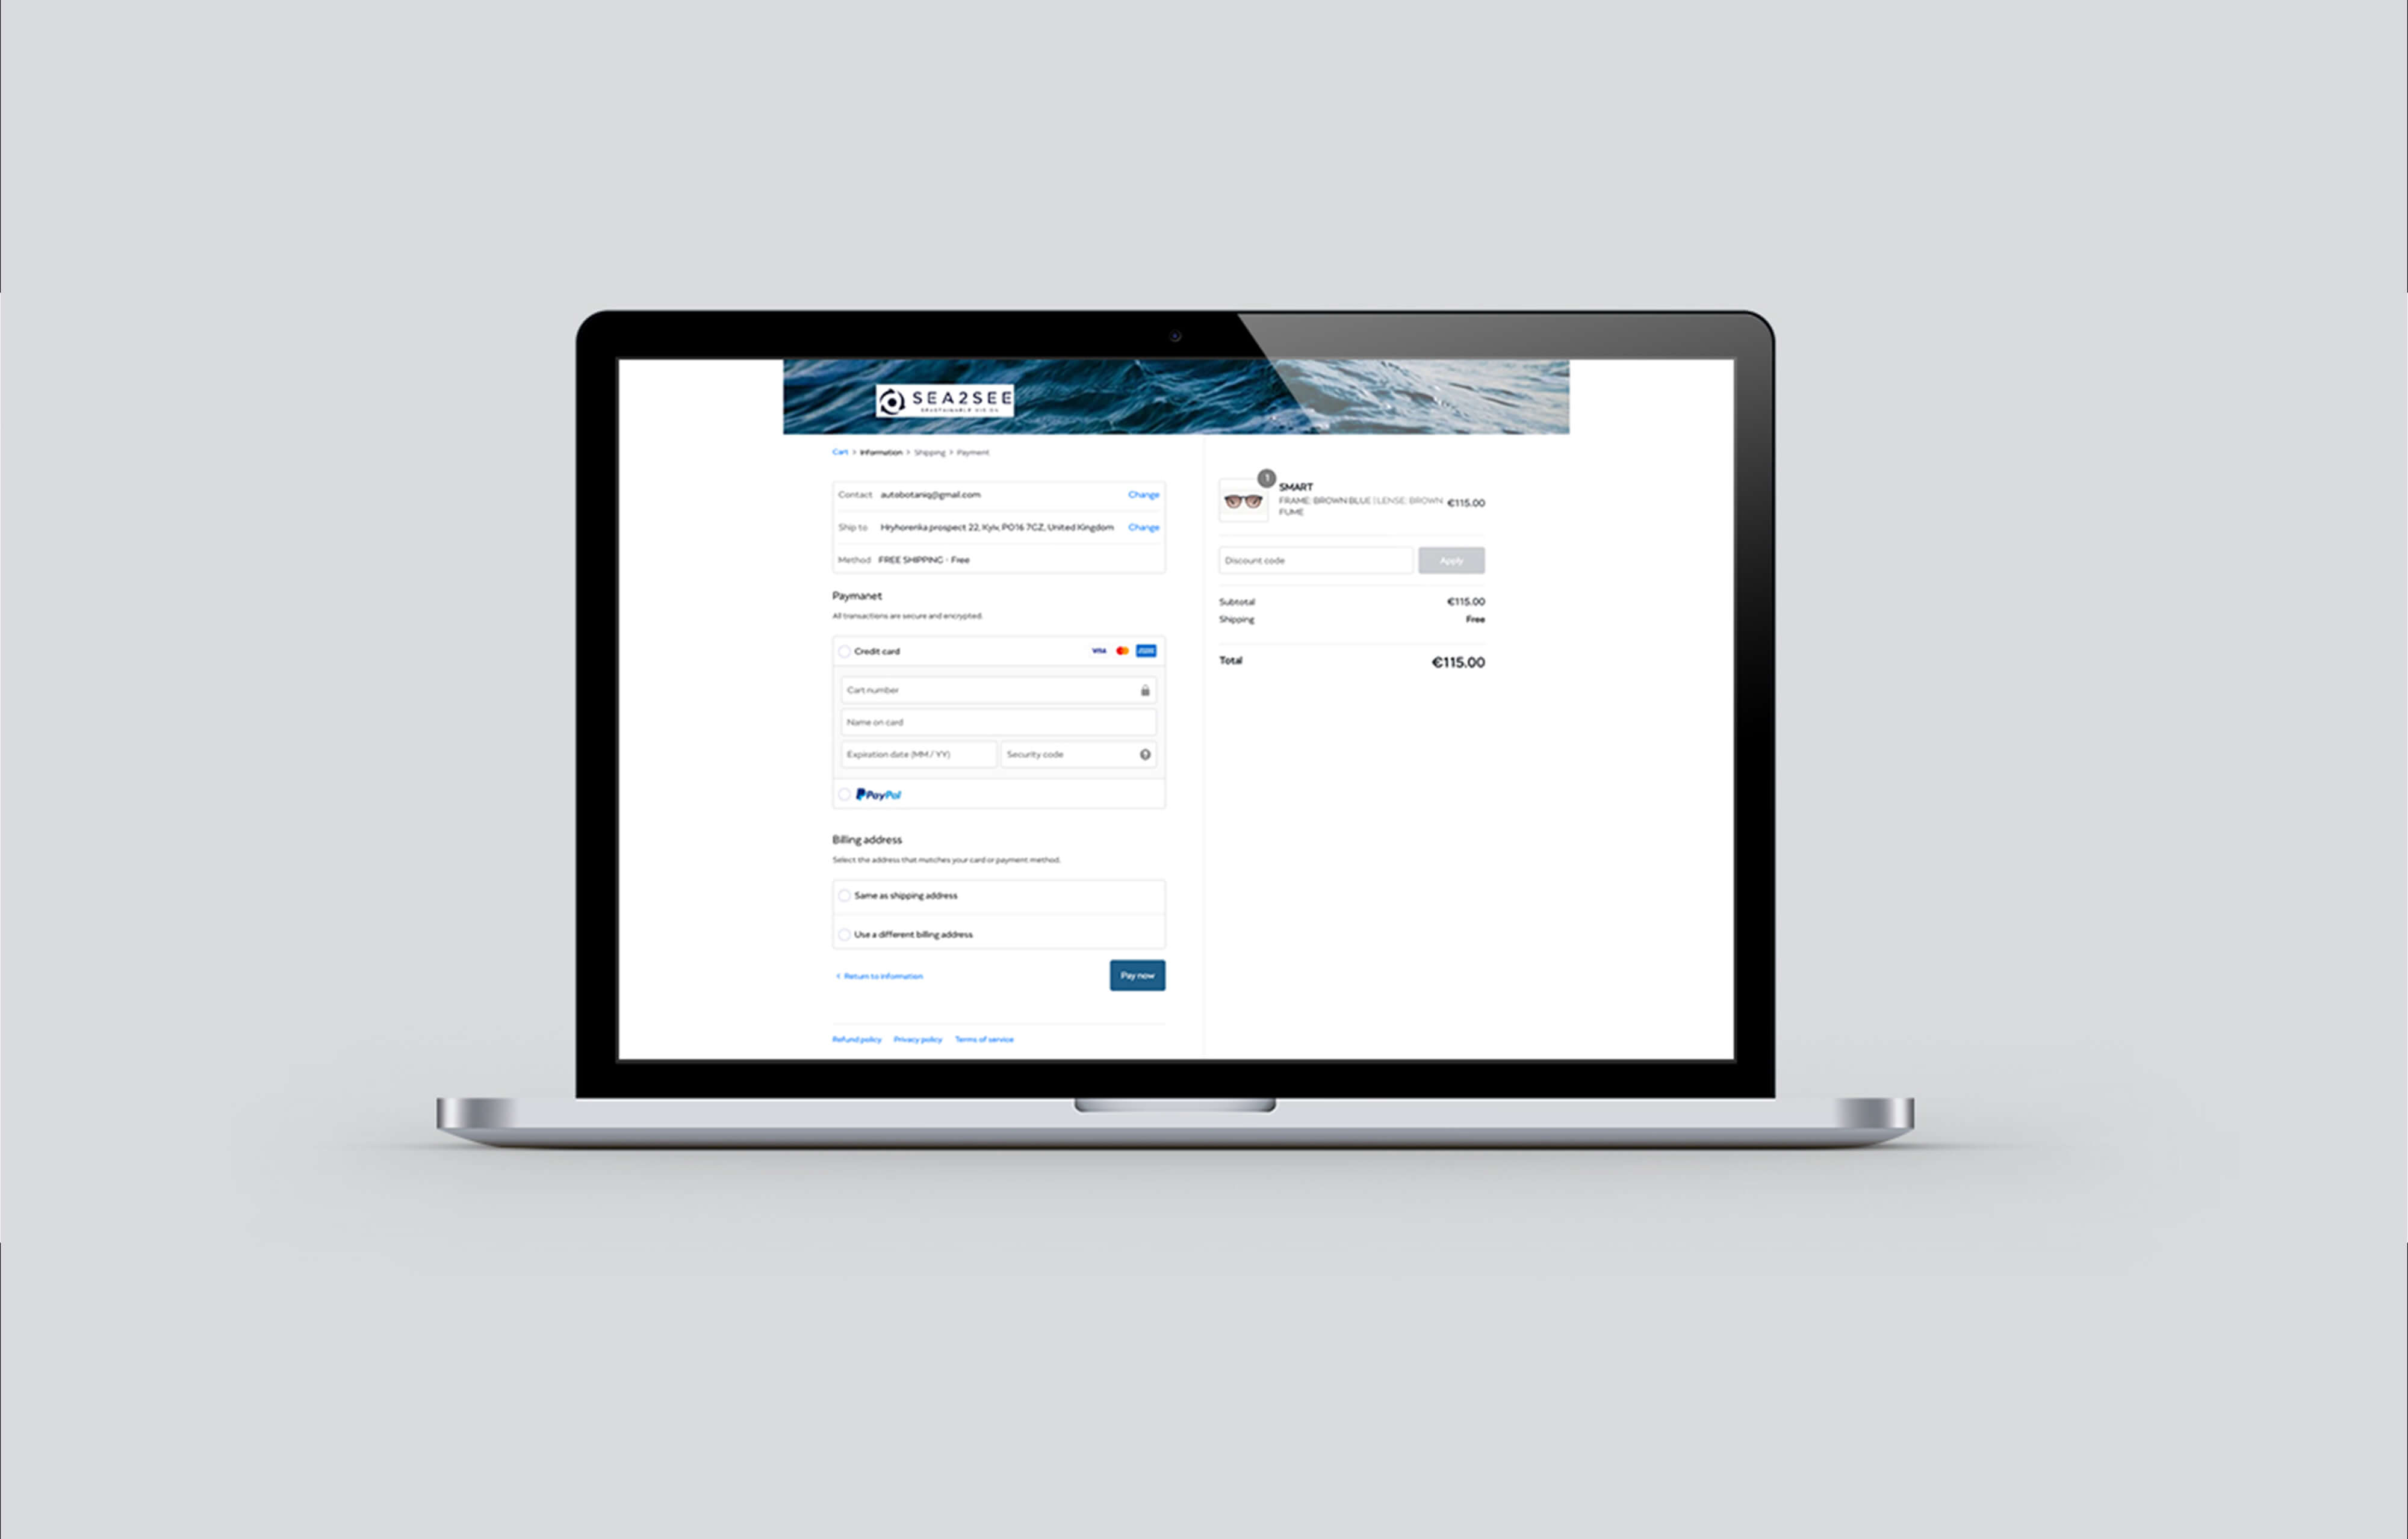 SEA2SEE
Cart > Information > Shipping > Payment
Contact autobotaniq@gmail.com Change
Ship to Hryhorenka prospect 22, Kyiv, PO16 7GZ, United Kingdom Change
Method FREE SHIPPING - Free
Paymanet
All transactions are secure and encrypted.
Credit card VISA
Cart number
Name on card
Expiration date (MM / YY) Security code ?
PayPal
Billing address
Select the address that matches your card or payment method.
Same as shipping address
Use a different billing address
< Return to information Pay now
Refund policy Privacy policy Terms of service
1
SMART
FRAME: BROWN BLUE | LENSE: BROWN €115.00
FUME
Discount code Apply
Subtotal €115.00
Shipping Free
Total €115.00